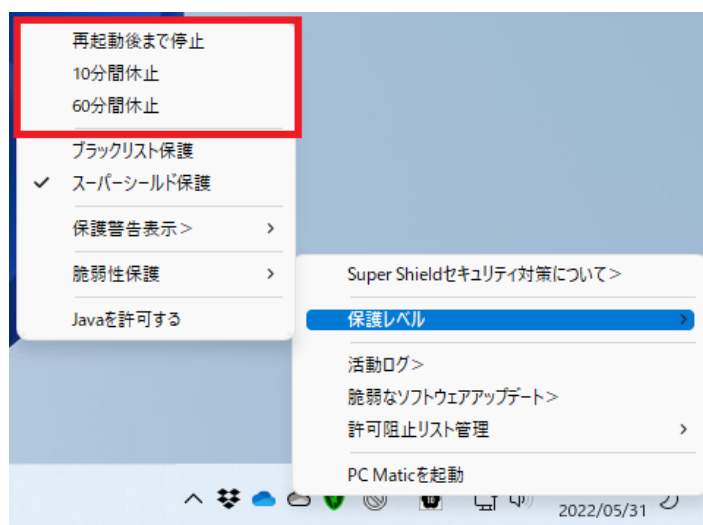 再起動後まで停止
10分間休止
60分間休止
ブラックリスト保護
スーパーシールド保護
保護警告表示>
脆弱性保護
Javaを許可する
Super Shieldセキュリティ対策について>
保護レベル
活動ログ>
脆弱なソフトウェアアップデート>
許可阻止リスト管理
PC Maticを起動
2022/05/31